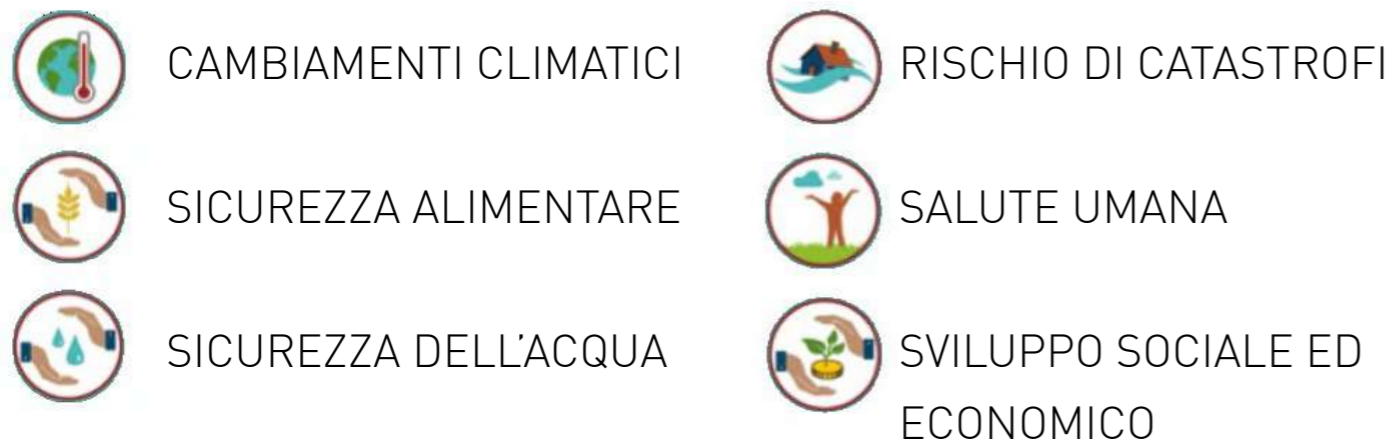 CAMBIAMENTI CLIMATICI
SICUREZZA ALIMENTARE
SICUREZZA DELL'ACQUA
RISCHIO DI CATASTROFI
SALUTE UMANA
SVILUPPO SOCIALE ED
ECONOMICO